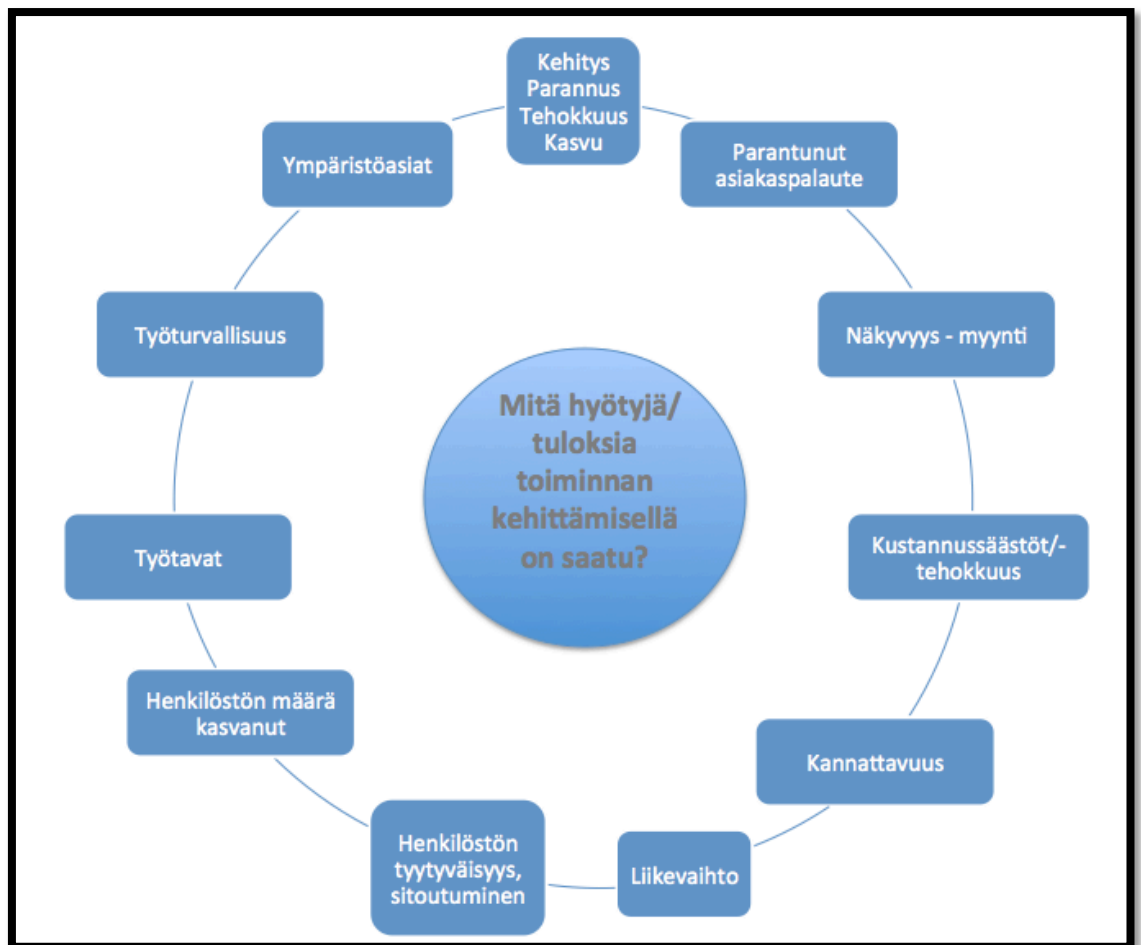 Kehitys
Parannus
Tehokkuus
Kasvu
Parantunut
asiakaspalaute
Näkyvyys - myynti
Kustannussäästöt/-
tehokkuus
Kannattavuus
Liikevaihto
Henkilöstön
tyytyväisyys,
sitoutuminen
Henkilöstön määrä
kasvanut
Työtavat
Työturvallisuus
Ympäristöasiat
Mitä hyötyjä/
tuloksia
toiminnan
kehittämisellä
on saatu?